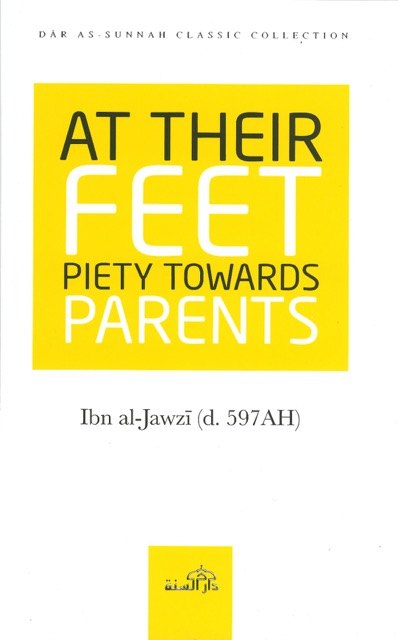 DĀR AS-SUNNAH CLASSIC COLLECTION
AT THEIR
FEET
PIETY TOWARDS
PARENTS
Ibn al-Jawzī (d. 597AH)
دار السنة